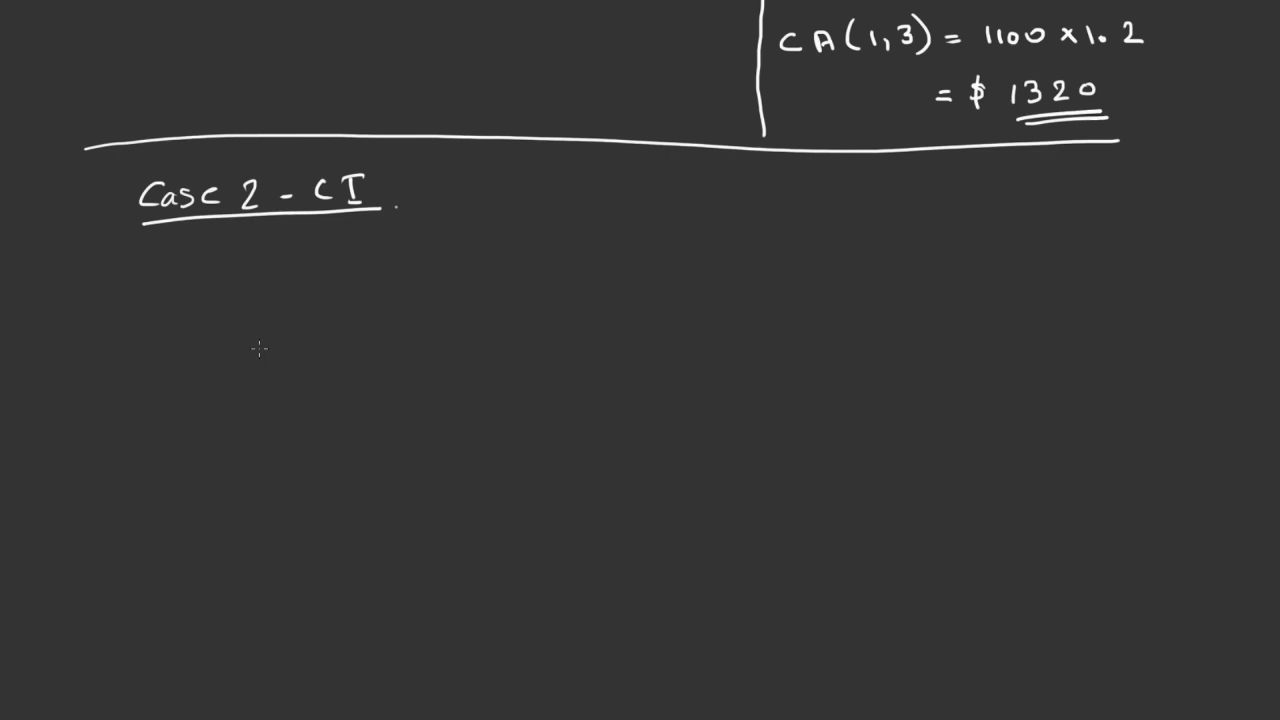 CA(1,3) = 1100 × 1.2
= $ 1320
Case 2 - CI.